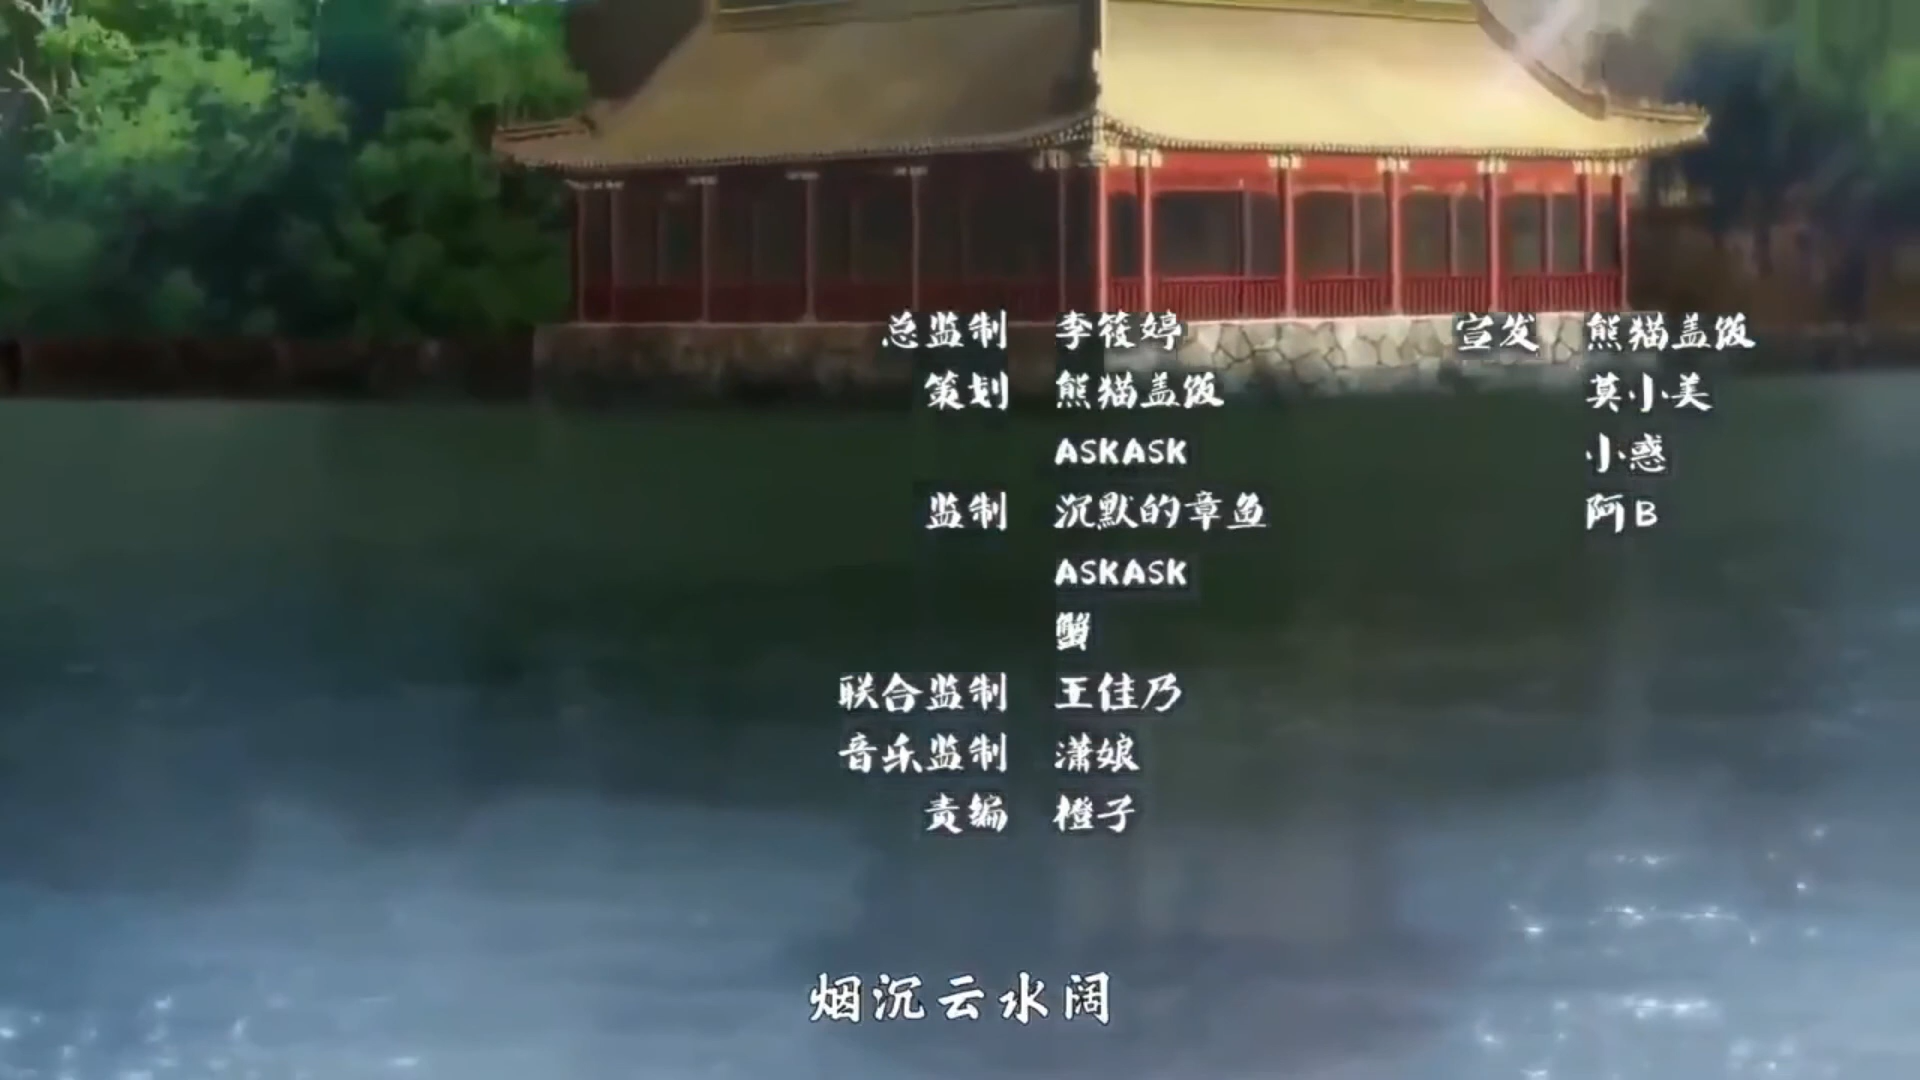 总监制 李筱婷 宣发 熊猫盖饭
策划 熊猫盖饭 莫小美
ASKASK 小惑
监制 沉默的章鱼 阿B
ASKASK
蟹
联合监制 王佳乃
音乐监制 潇娘
责编 橙子
烟沉云水阔